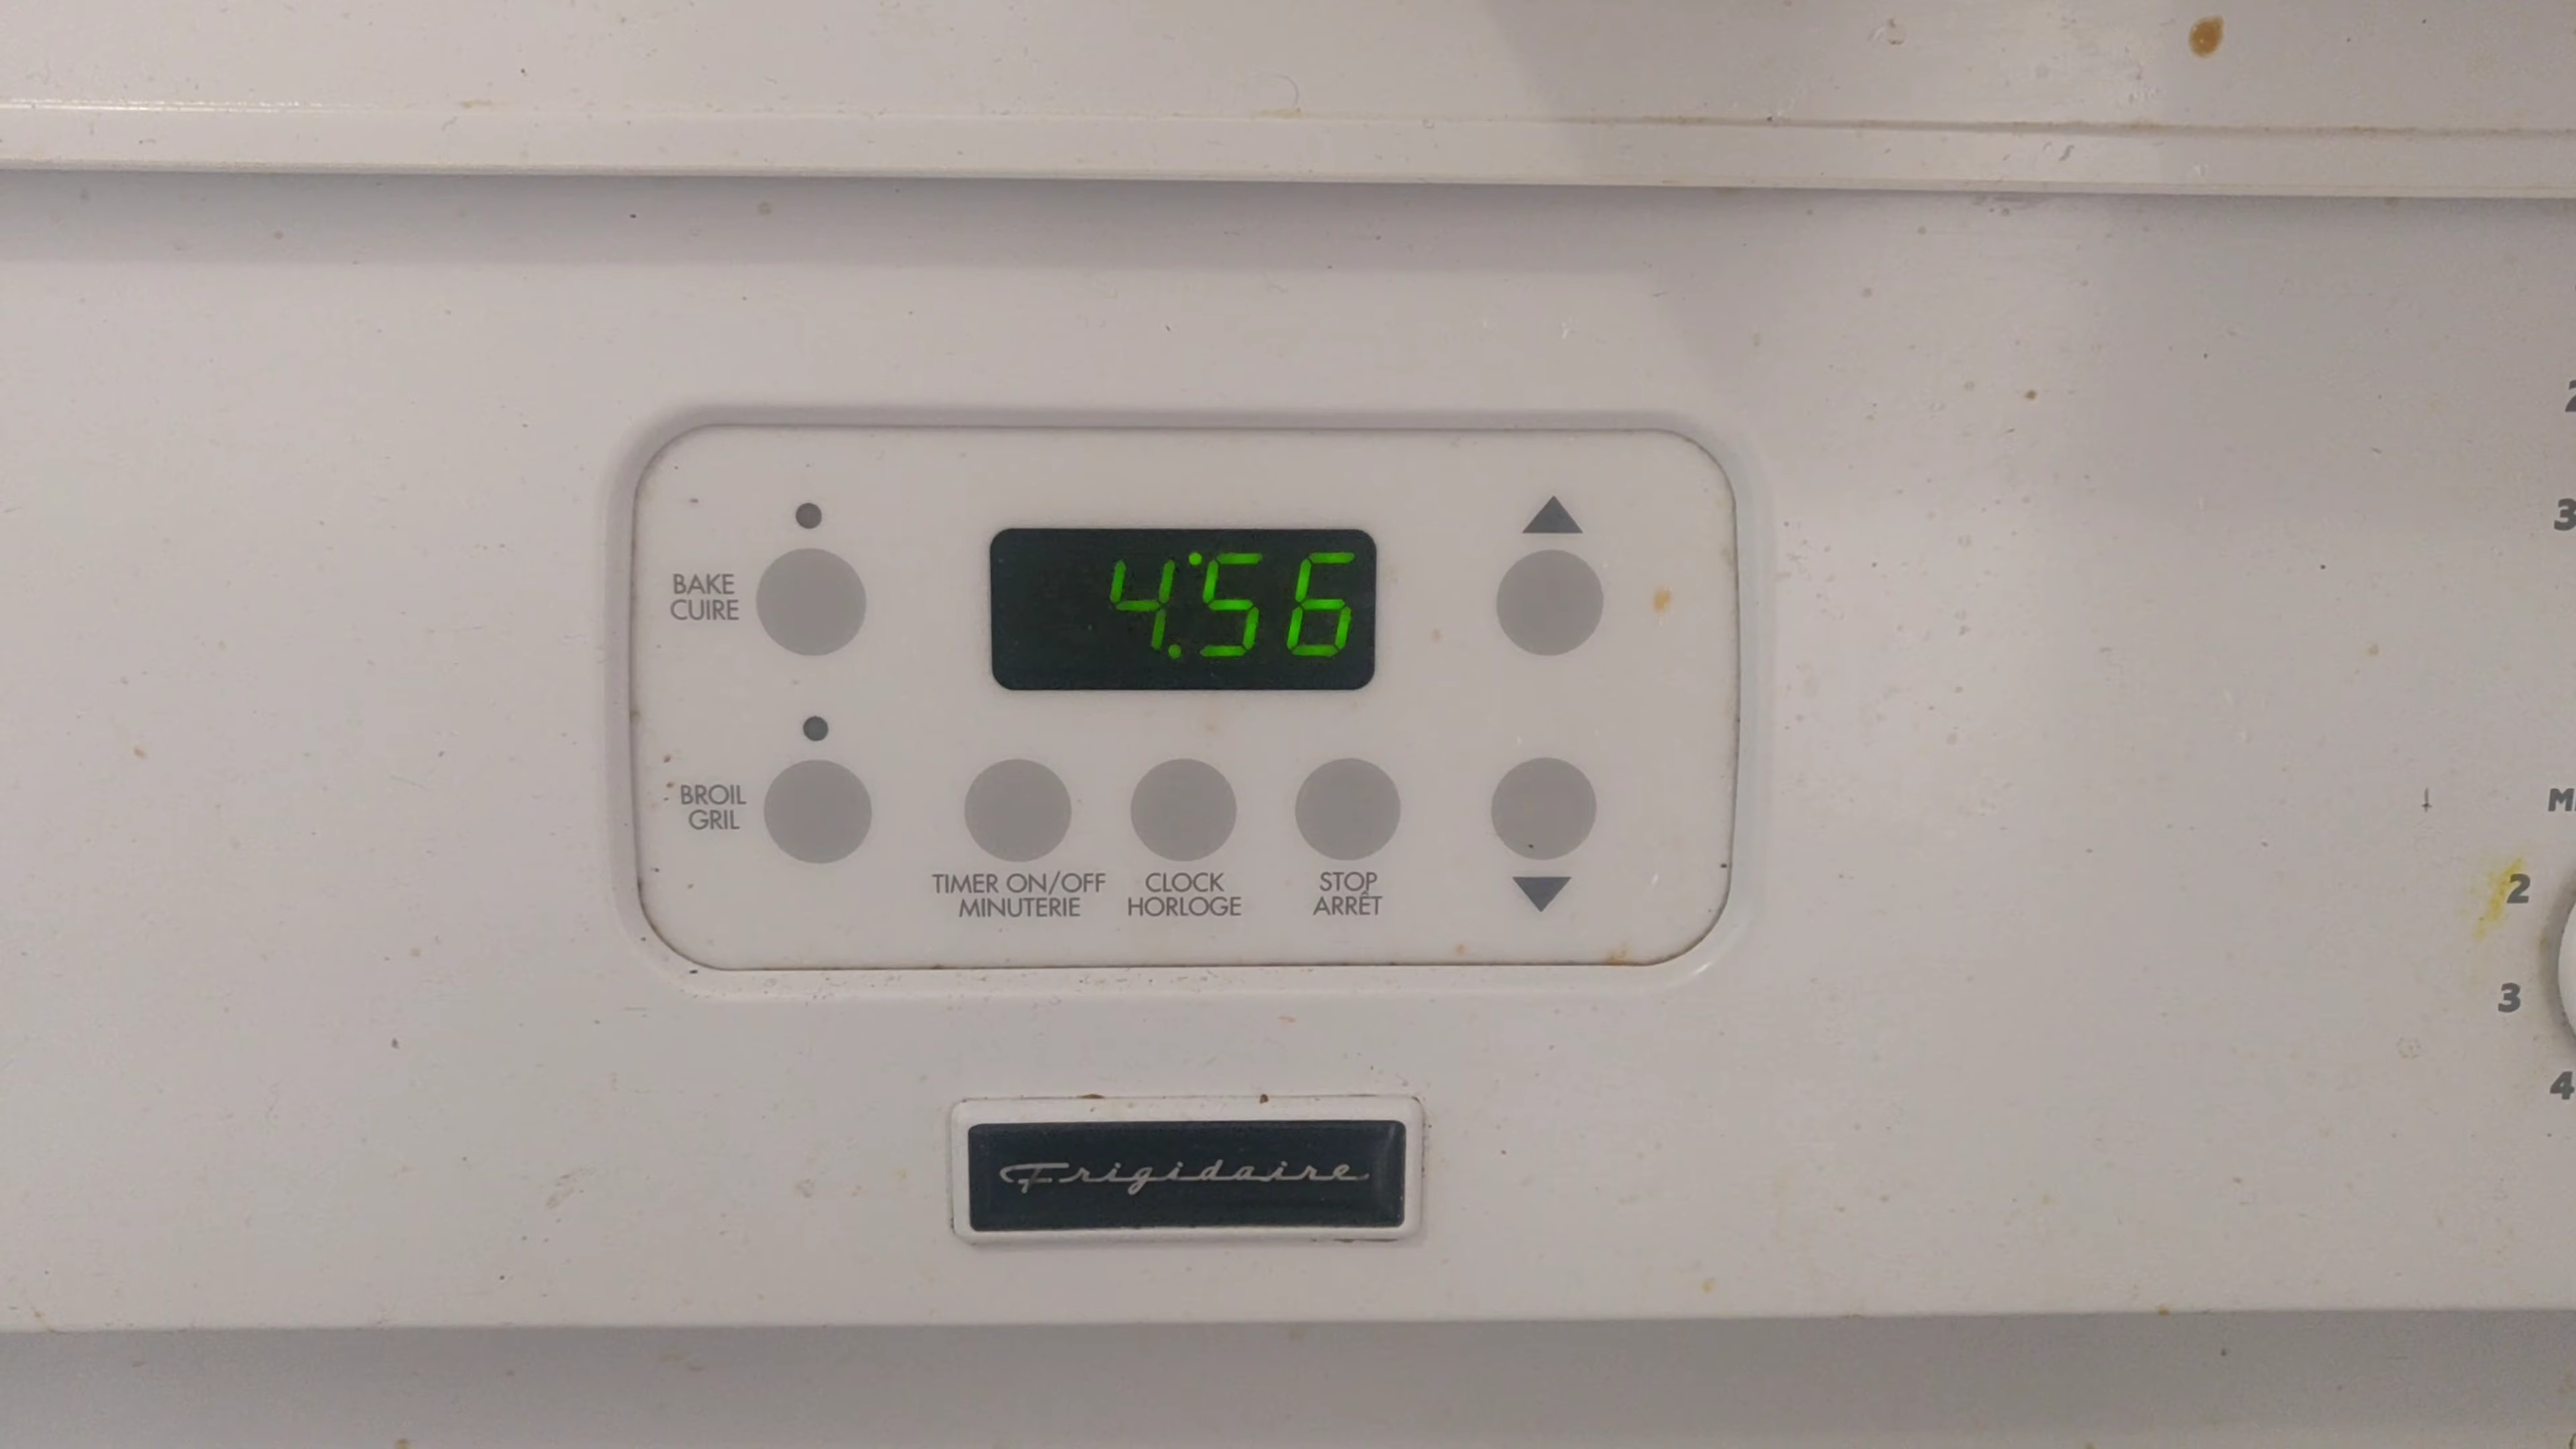 4:56
BAKE
CUIRE
BROIL
GRIL
TIMER ON/OFF
MINUTERIE
CLOCK
HORLOGE
STOP
ARRÊT
Frigidaire
3
2
3
4